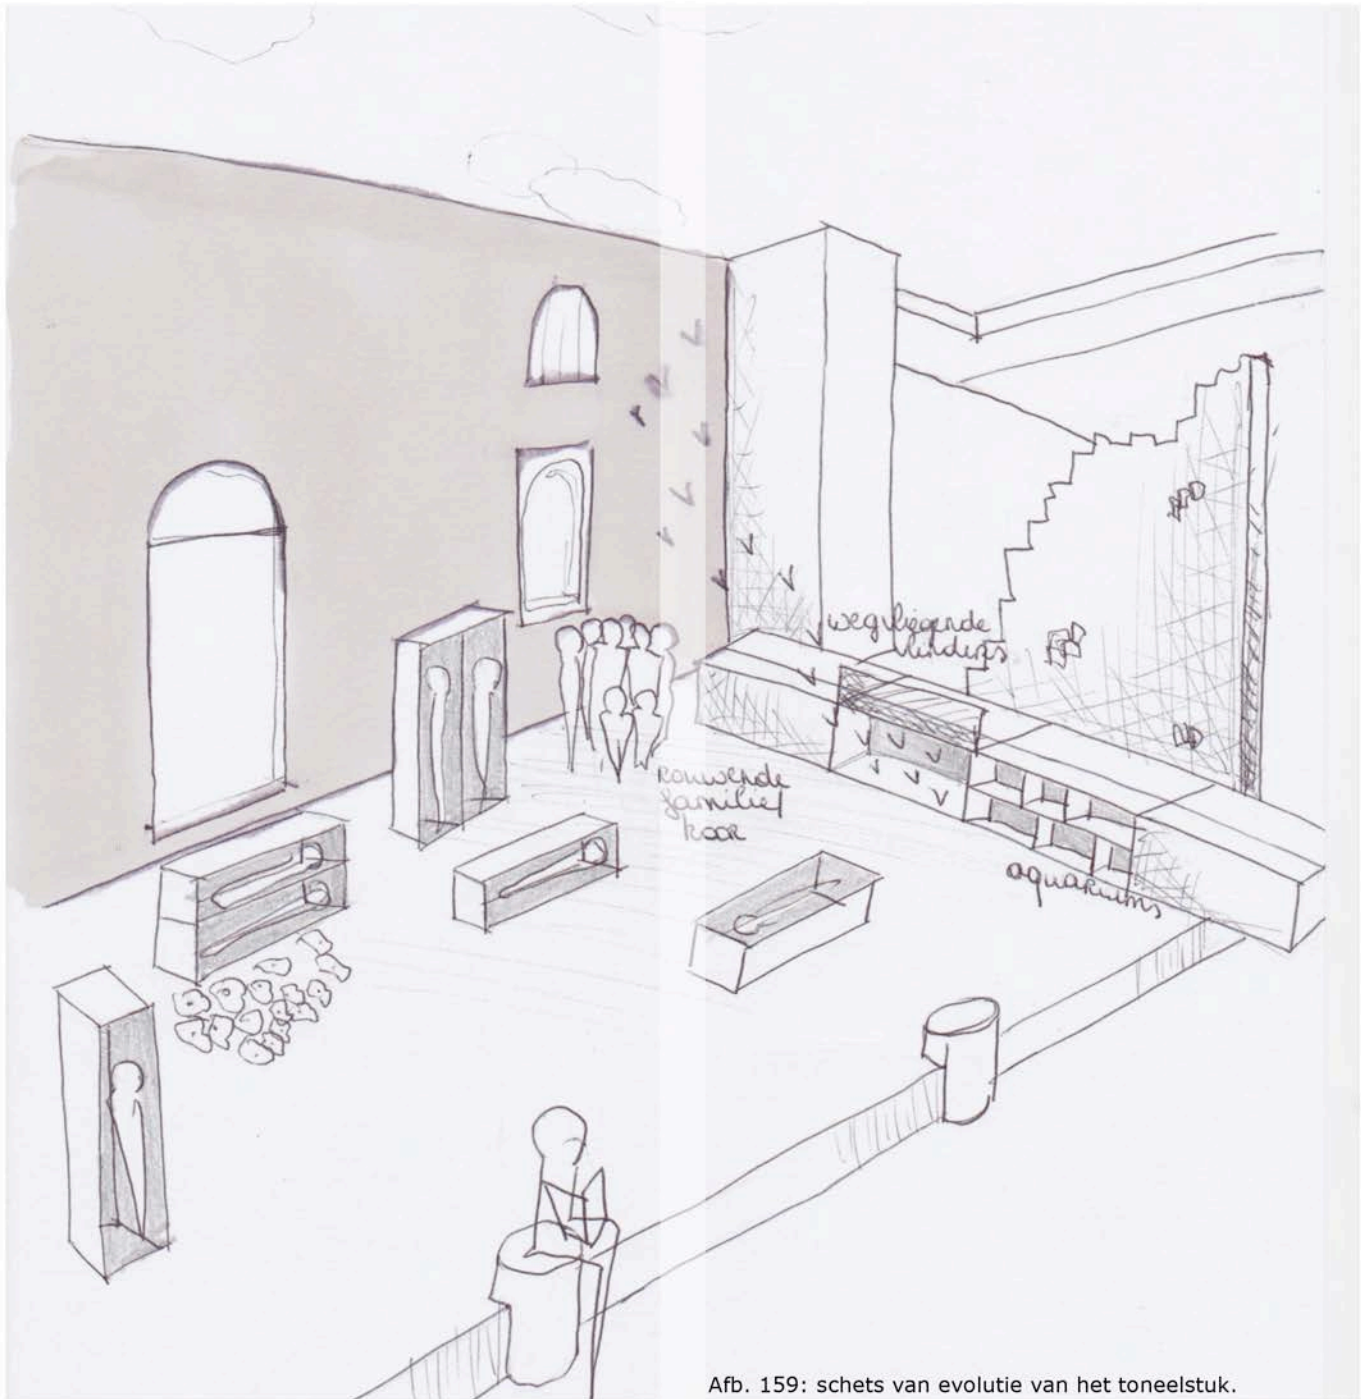 wegvliegende
vlinders
rouwende
familie/
koor
aquariums
Afb. 159: schets van evolutie van het toneelstuk.